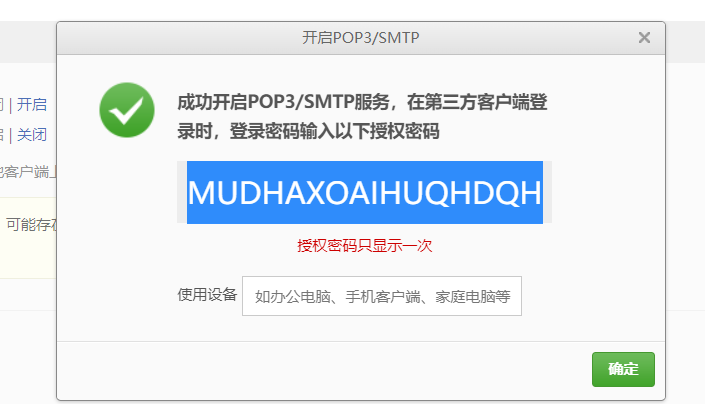 开启POP3/SMTP
成功开启POP3/SMTP服务，在第三方客户端登
录时，登录密码输入以下授权密码
MUDHAXOAIHUQHDQH
授权密码只显示一次
使用设备 如办公电脑、手机客户端、家庭电脑等
确定
| 开启
| 关闭
他客户端上
可能存在